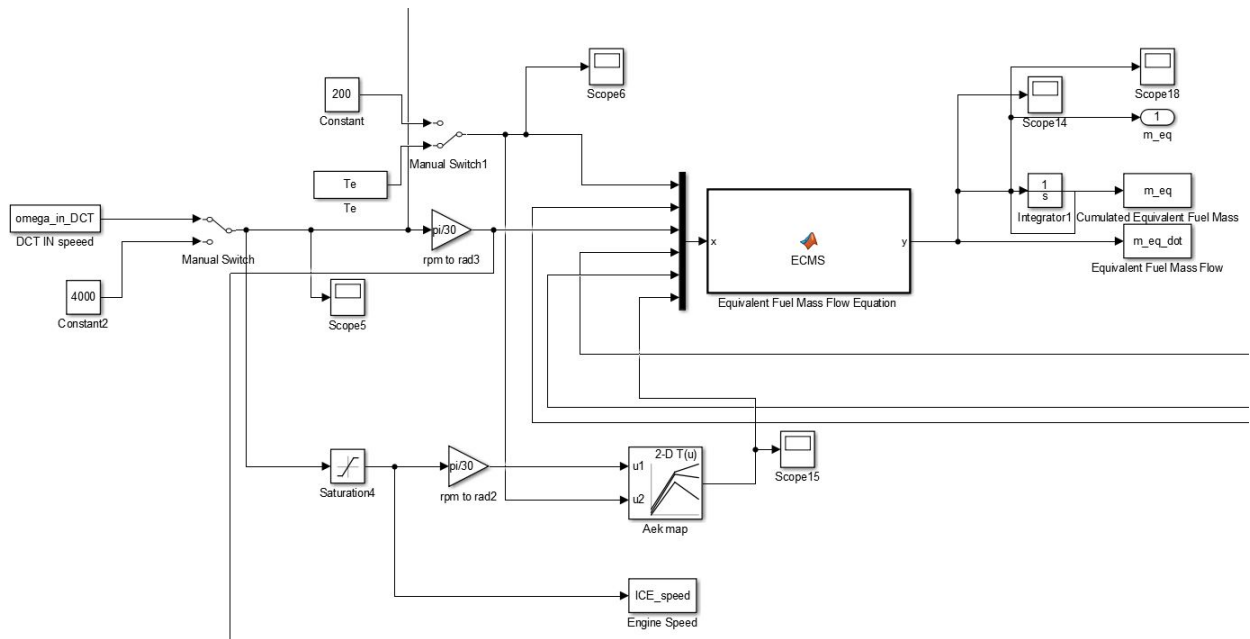 200
Constant
Scope6
Scope18
Scope14
1
m_eq
Manual Switch1
Te
Te
omega_in_DCT
DCT IN speeed
Manual Switch
pi/30
rpm to rad3
x
ECMS
y
Equivalent Fuel Mass Flow Equation
1
s
Integrator1
m_eq
Cumulated Equivalent Fuel Mass
m_eq_dot
Equivalent Fuel Mass Flow
4000
Constant2
Scope5
Saturation4
pi/30
rpm to rad2
2-D T(u)
u1
u2
Aek map
Scope15
ICE_speed
Engine Speed